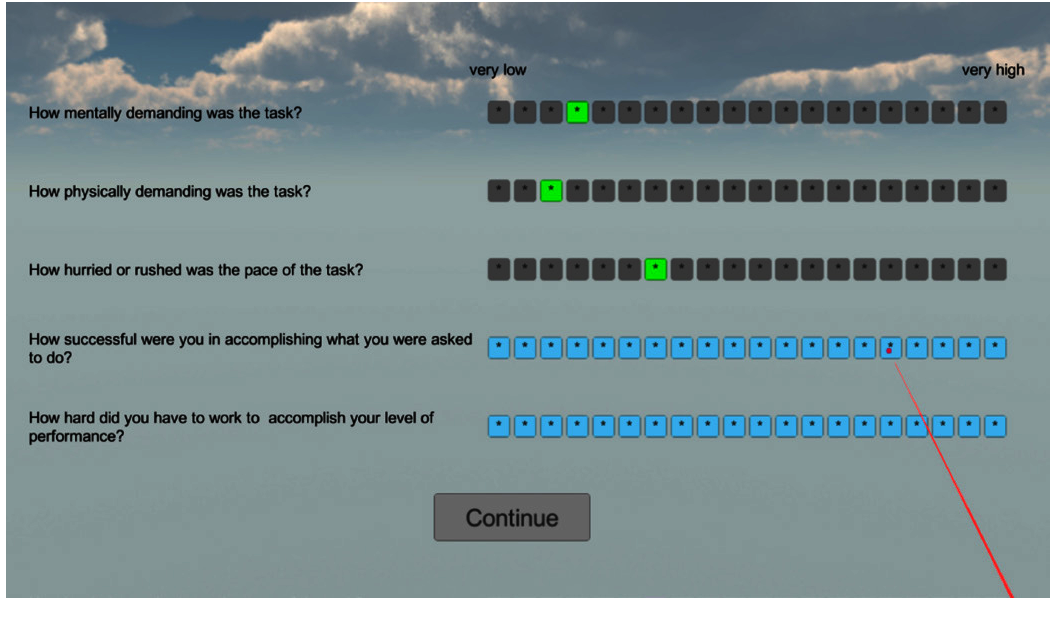 very low very high
How mentally demanding was the task? * * * * * * * * * * * * * * * * * * * *
How physically demanding was the task? * * * * * * * * * * * * * * * * * * * *
How hurried or rushed was the pace of the task? * * * * * * * * * * * * * * * * * * * *
How successful were you in accomplishing what you were asked
to do? * * * * * * * * * * * * * * * * * * * *
How hard did you have to work to accomplish your level of
performance? * * * * * * * * * * * * * * * * * * * *
Continue